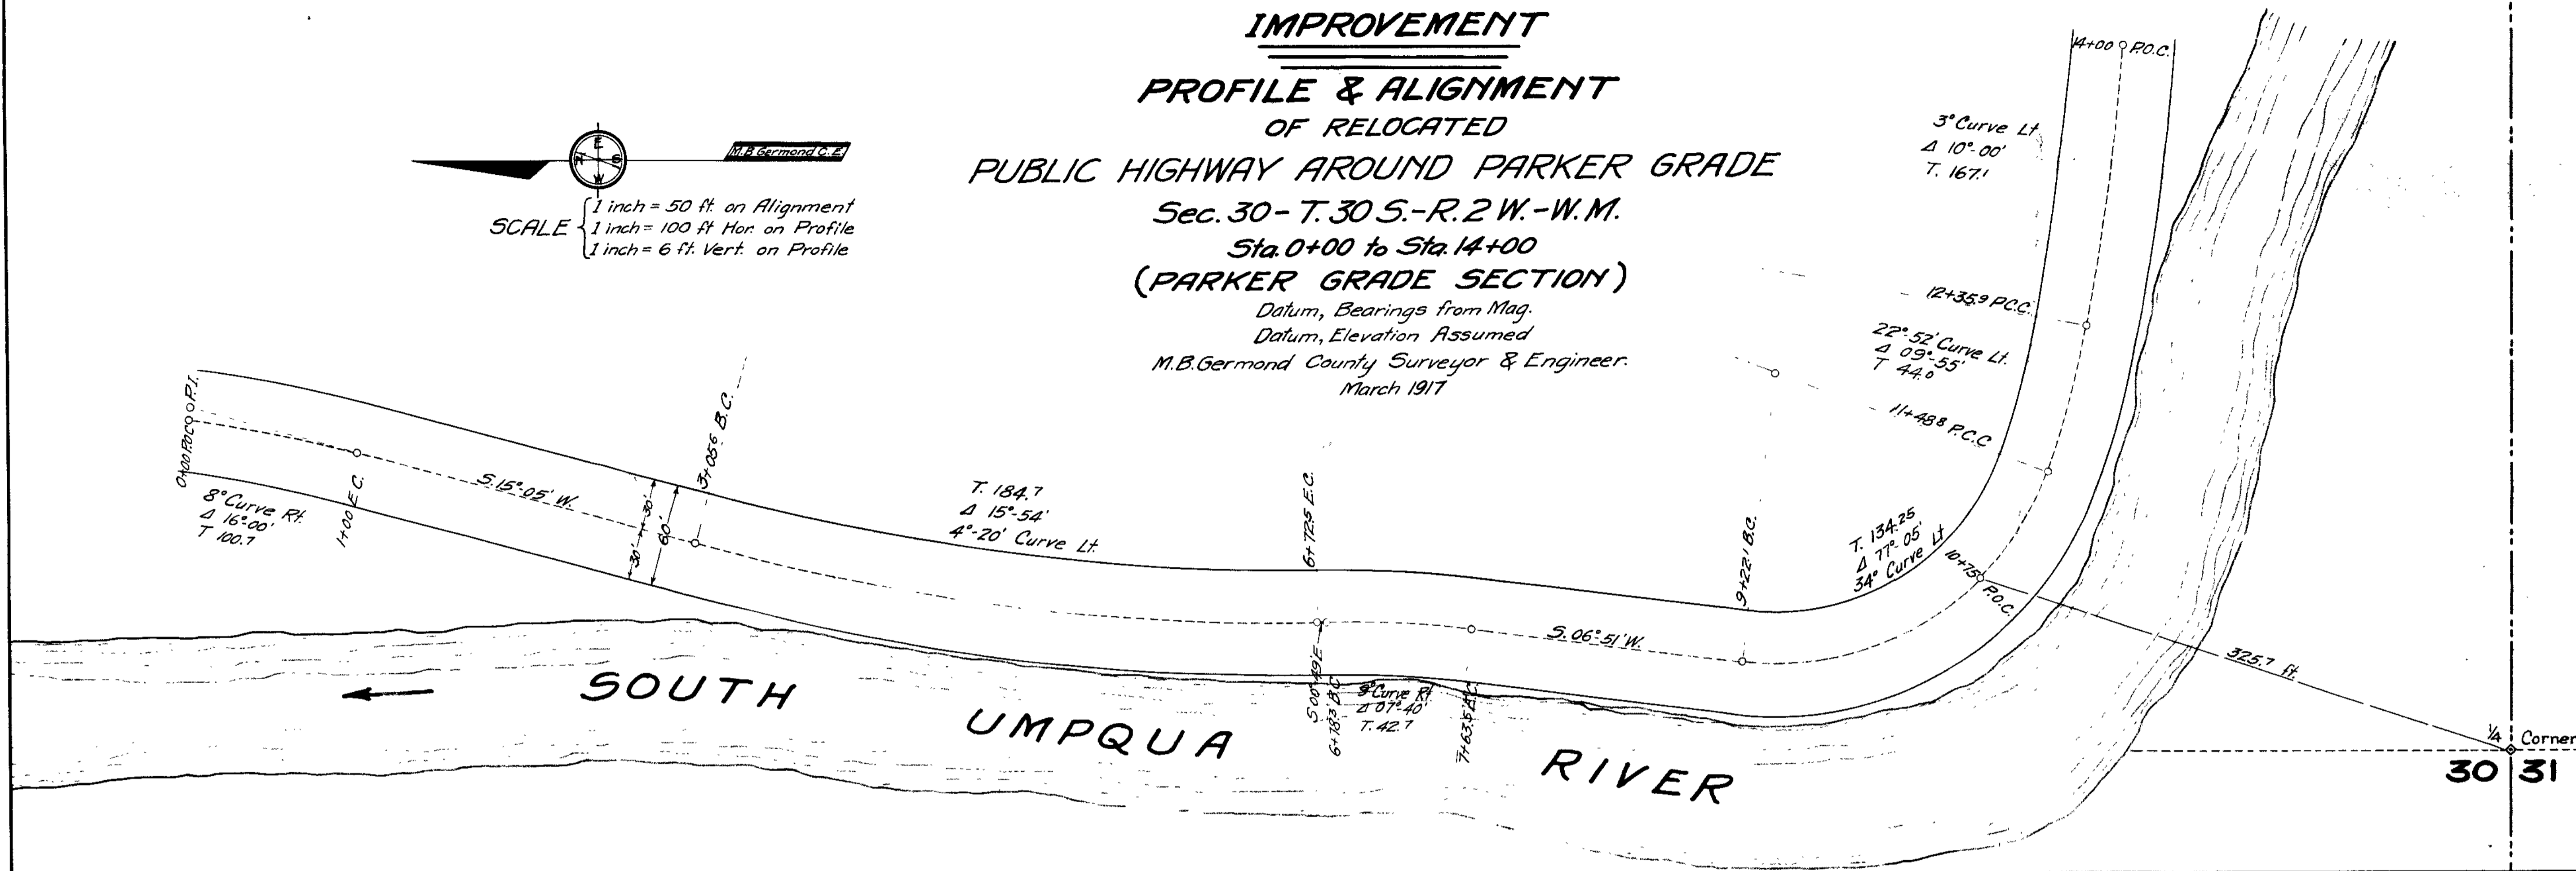 IMPROVEMENT
PROFILE & ALIGNMENT
OF RELOCATED
PUBLIC HIGHWAY AROUND PARKER GRADE
Sec. 30 - T. 30 S. - R. 2 W. - W.M.
Sta. 0+00 to Sta. 14+00
(PARKER GRADE SECTION)
Datum, Bearings from Mag.
Datum, Elevation Assumed
M.B. Germond County Surveyor & Engineer.
March 1917
E
N S
W
M.B. Germond C.E.
SCALE
1 inch = 50 ft. on Alignment
1 inch = 100 ft Hor. on Profile
1 inch = 6 ft. Vert. on Profile
0+00 P.O.C.
P.I.
8° Curve Rt.
Δ 16°-00'
T 100.7
1+00 E.C.
S. 15°-05' W.
30' 30'
60'
3+05.6 B.C.
T. 184.7
Δ 15°-54'
4°-20' Curve Lt.
6+72.5 E.C.
S. 00°-49' E
6+78.3 B.C.
9° Curve Rt
Δ 07°-40'
T. 42.7
7+63.5 E.C.
S. 06°-51' W.
9+22.1 B.C.
T. 134.25
Δ 77°-05'
34° Curve Lt
10+75 P.O.C.
11+48.8 P.C.C
22°-52' Curve Lt.
Δ 09°-55'
T 44.0
12+35.9 P.C.C.
3° Curve Lt
Δ 10°-00'
T. 167.1
14+00 P.O.C.
325.7 ft.
1/4 Corner
30 31
SOUTH UMPQUA RIVER